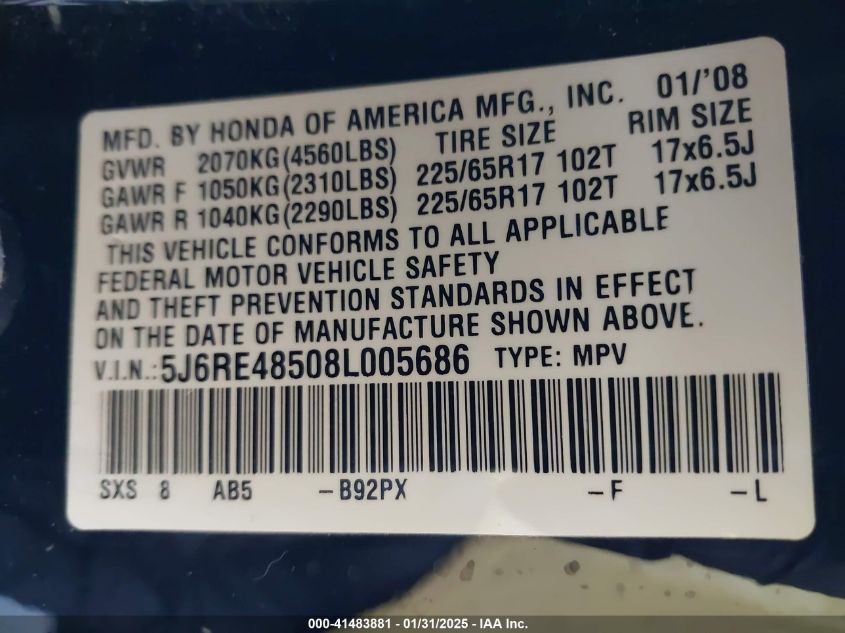 MFD. BY HONDA OF AMERICA MFG., INC. 01/'08
GVWR 2070KG(4560LBS) TIRE SIZE RIM SIZE
GAWR F 1050KG(2310LBS) 225/65R17 102T 17x6.5J
GAWR R 1040KG(2290LBS) 225/65R17 102T 17x6.5J
THIS VEHICLE CONFORMS TO ALL APPLICABLE
FEDERAL MOTOR VEHICLE SAFETY
AND THEFT PREVENTION STANDARDS IN EFFECT
ON THE DATE OF MANUFACTURE SHOWN ABOVE.
V.I.N.:5J6RE48508L005686 TYPE: MPV
SXS 8 AB5 -B92PX -F -L
000-41483881 - 01/31/2025 - IAA Inc.